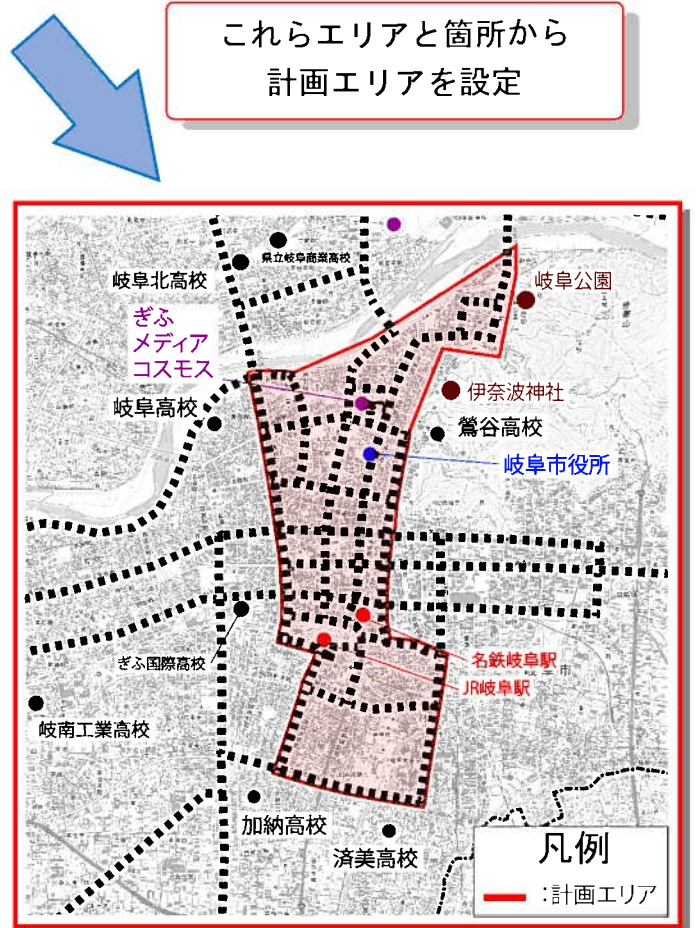 これらエリアと箇所から
計画エリアを設定
県立岐阜商業高校
岐阜北高校
岐阜公園
ぎふ
メディア
コスモス
伊奈波神社
岐阜高校
鶯谷高校
岐阜市役所
名鉄岐阜駅
ぎふ国際高校
JR岐阜駅
岐南工業高校
加納高校
済美高校
凡例
:計画エリア